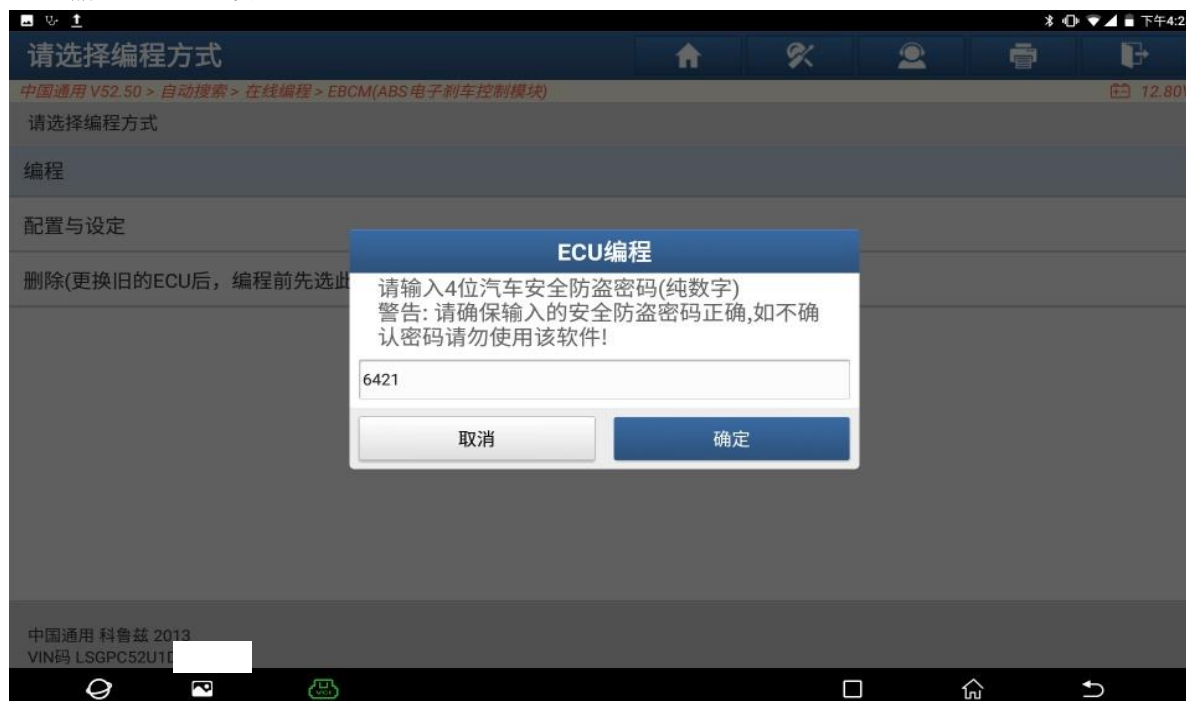 下午4:2
请选择编程方式
中国通用 V52.50 > 自动搜索 > 在线编程 > EBCM(ABS电子刹车控制模块)
12.80V
请选择编程方式
编程
配置与设定
删除(更换旧的ECU后，编程前先选此
ECU编程
请输入4位汽车安全防盗密码(纯数字)
警告: 请确保输入的安全防盗密码正确,如不确
认密码请勿使用该软件!
6421
取消
确定
中国通用 科鲁兹 2013
VIN码 LSGPC52U1D
VCI